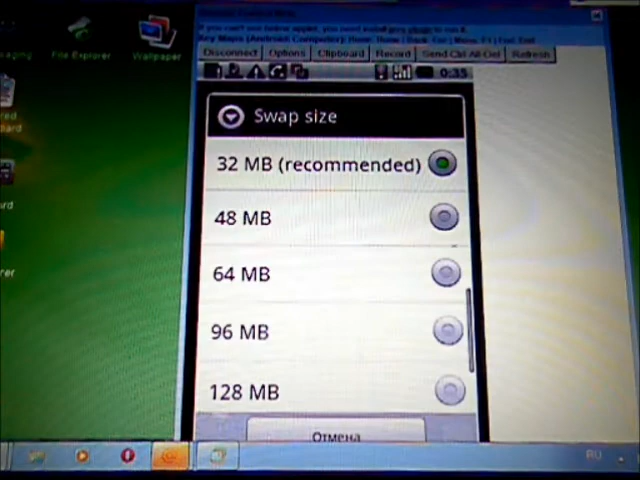 File Explorer
Wallpaper
Disconnect Options Clipboard Record Send Ctrl-Alt-Del Refresh
0:35
Swap size
32 MB (recommended)
48 MB
64 MB
96 MB
128 MB
Отмена
RU